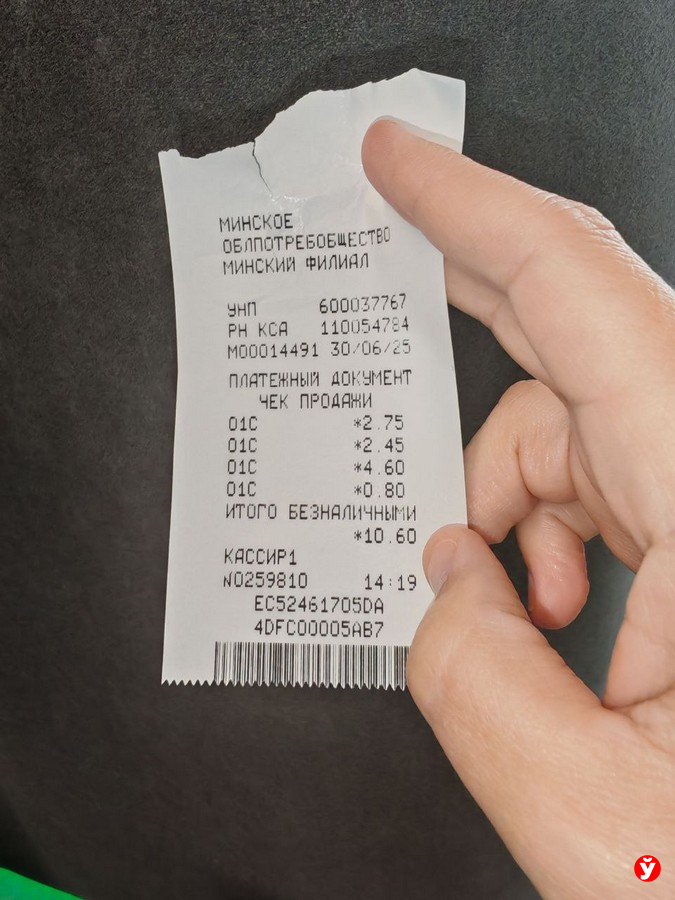 МИНСКОЕ
ОБЛПОТРЕБОБЩЕСТВО
МИНСКИЙ ФИЛИАЛ
УНП 600037767
РН КСА 110054784
М00014491 30/06/25
ПЛАТЕЖНЫЙ ДОКУМЕНТ
ЧЕК ПРОДАЖИ
01С *2.75
01С *2.45
01С *4.60
01С *0.80
ИТОГО БЕЗНАЛИЧНЫМИ
*10.60
КАССИР1
N0259810 14:19
EC52461705DA
4DFC00005AB7
ў